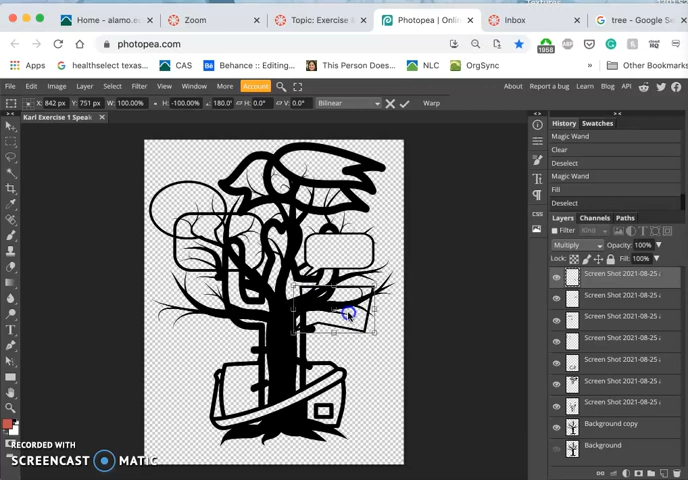 Home - alamo.ec
Zoom
Topic: Exercise #
Photopea | Onli
Inbox
tree - Google Se
photopea.com
1958
Apps
healthselect texas...
CAS
Behance :: Editing...
This Person Does...
NLC
OrgSync
Other Bookmarks
File Edit Image Layer Select Filter View Window More Account
About Report a bug Learn Blog API
X: 842 px Y: 751 px W: 100.00% H: -100.00% 180.0° H: 0.0° V: 0.0° Bilinear Warp
Karl Exercise 1 Speak
History Swatches
Magic Wand
Clear
Deselect
Magic Wand
Fill
Deselect
CSS
Layers Channels Paths
Filter Kind
Multiply Opacity: 100%
Lock: Fill: 100%
Screen Shot 2021-08-25
Screen Shot 2021-08-25
Screen Shot 2021-08-25
Screen Shot 2021-08-25
Screen Shot 2021-08-25
Screen Shot 2021-08-25
Screen Shot 2021-08-25
Background copy
Background
RECORDED WITH
SCREENCAST MATIC